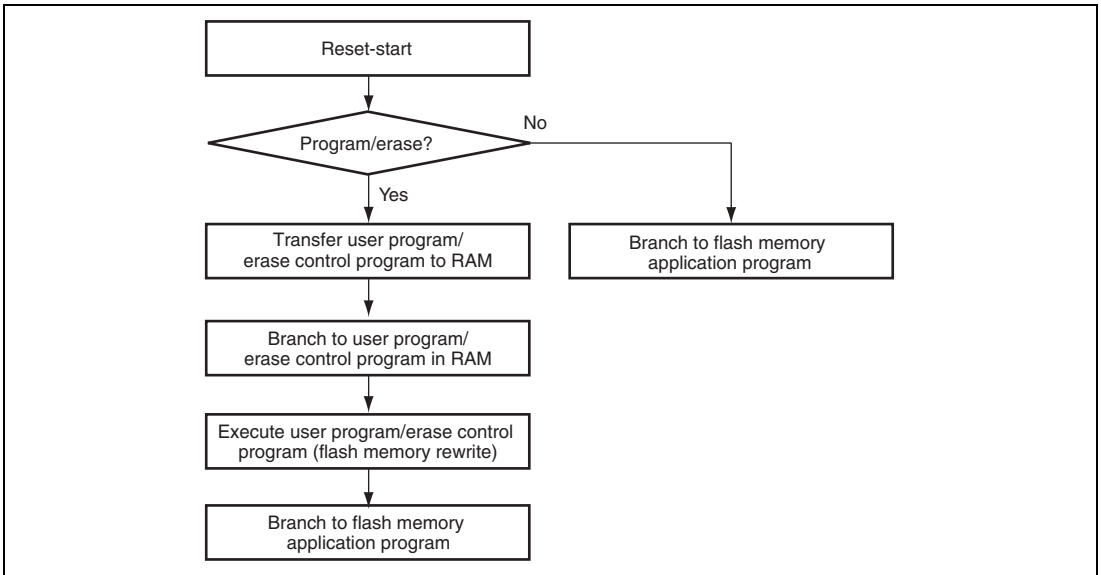 Reset-start
Program/erase?
No
Yes
Transfer user program/
erase control program to RAM
Branch to flash memory
application program
Branch to user program/
erase control program in RAM
Execute user program/erase control
program (flash memory rewrite)
Branch to flash memory
application program